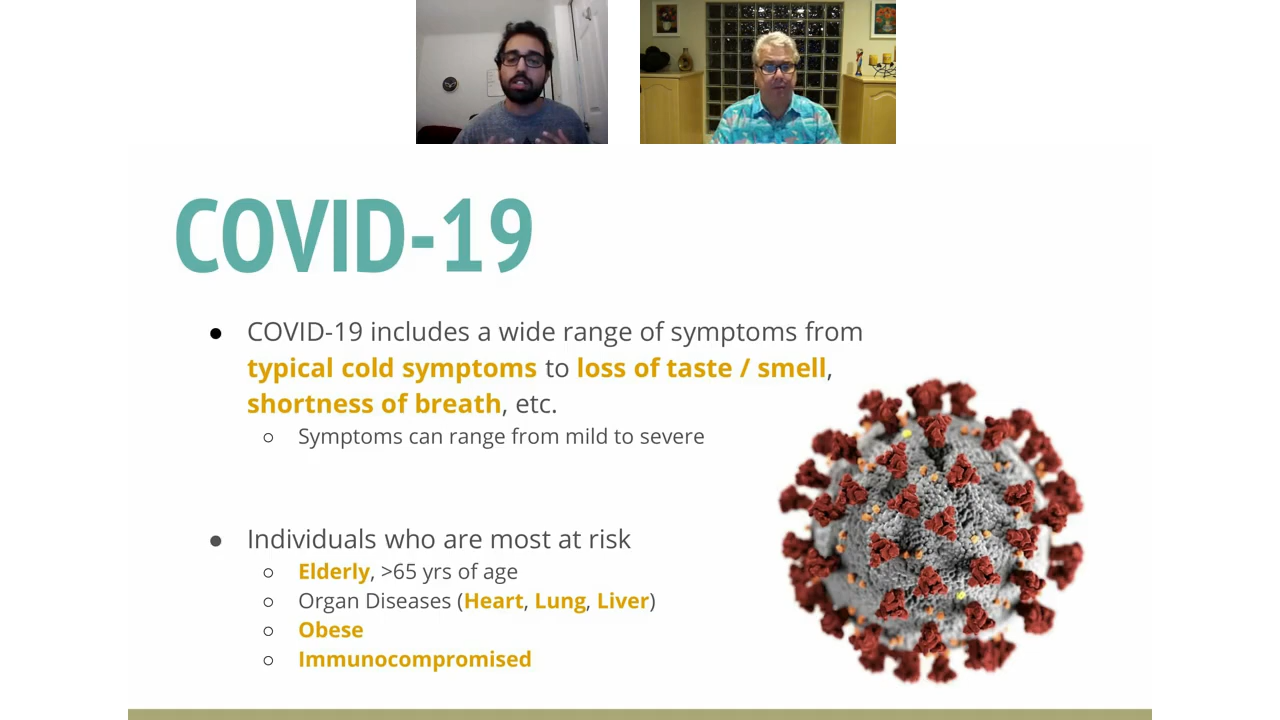 COVID-19
● COVID-19 includes a wide range of symptoms from
typical cold symptoms to loss of taste / smell,
shortness of breath, etc.
○ Symptoms can range from mild to severe
● Individuals who are most at risk
○ Elderly, >65 yrs of age
○ Organ Diseases (Heart, Lung, Liver)
○ Obese
○ Immunocompromised